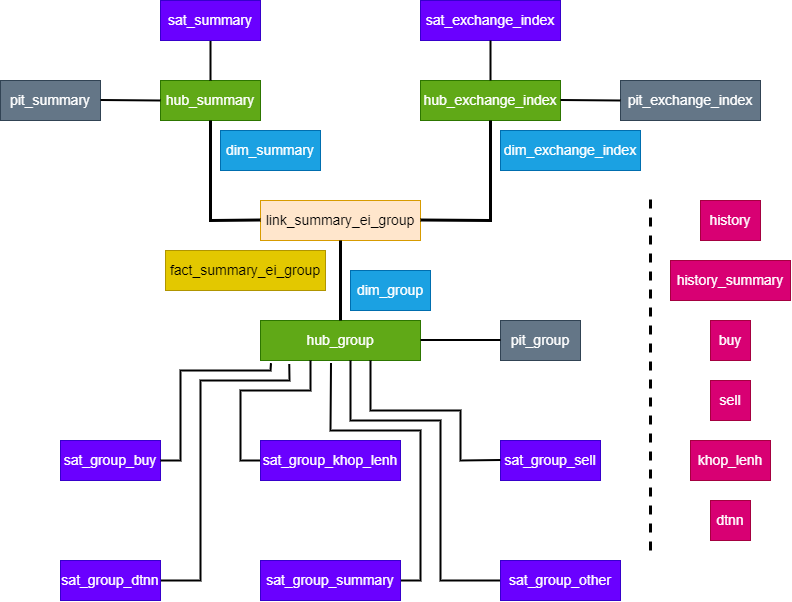 sat_summary
sat_exchange_index
pit_summary
hub_summary
hub_exchange_index
pit_exchange_index
dim_summary
dim_exchange_index
link_summary_ei_group
history
fact_summary_ei_group
history_summary
dim_group
hub_group
pit_group
buy
sell
sat_group_buy
sat_group_khop_lenh
sat_group_sell
khop_lenh
dtnn
sat_group_dtnn
sat_group_summary
sat_group_other